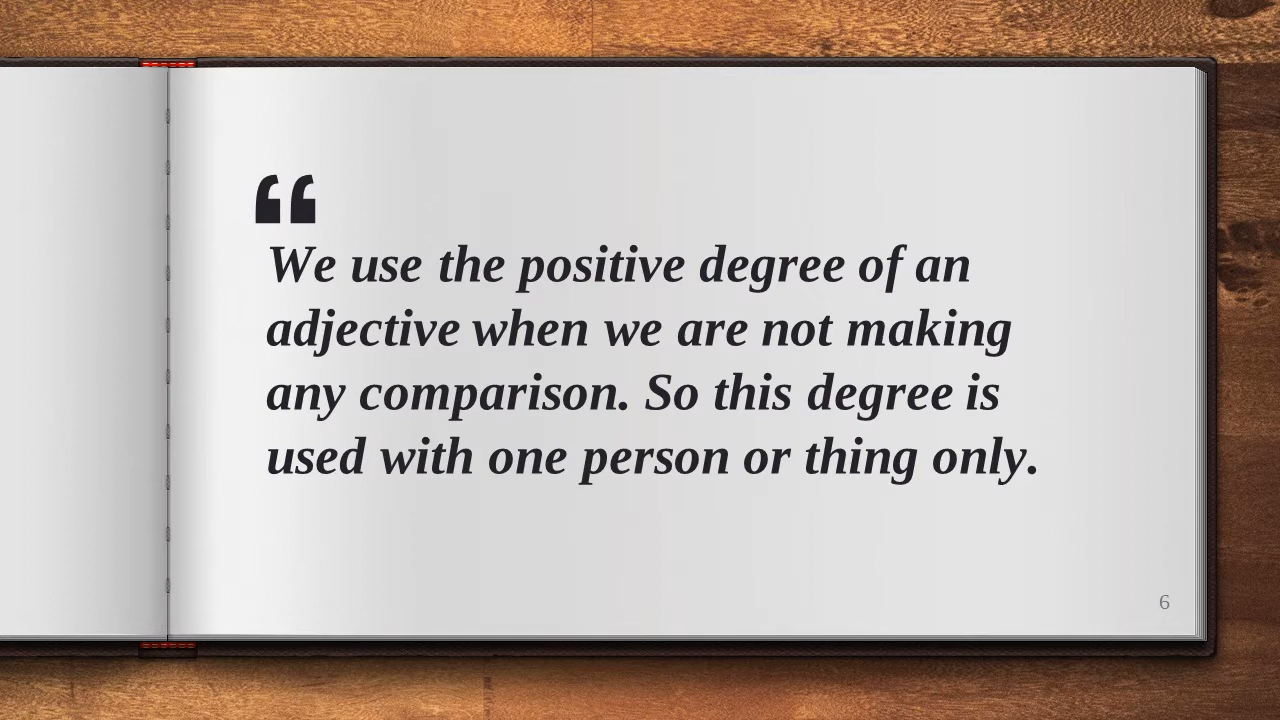 “
We use the positive degree of an
adjective when we are not making
any comparison. So this degree is
used with one person or thing only.
6